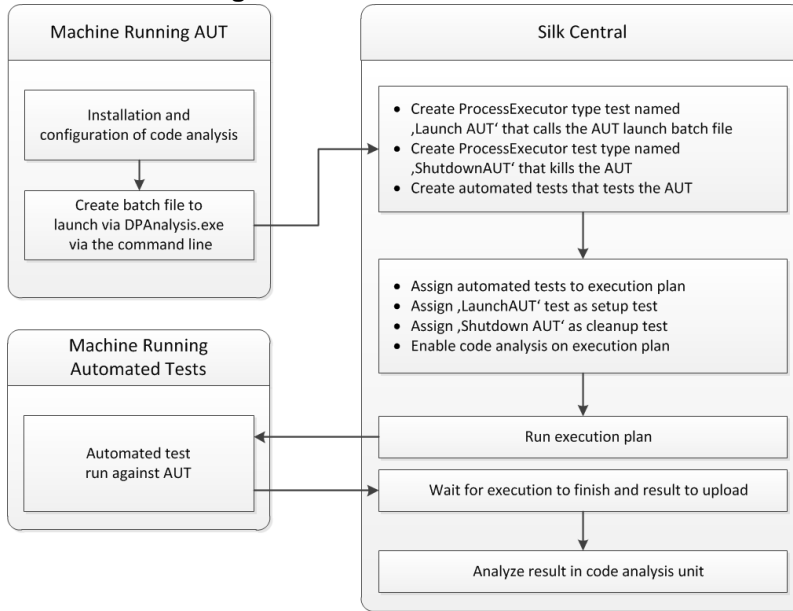 Machine Running AUT
Installation and
configuration of code analysis
Create batch file to
launch via DPAnalysis.exe
via the command line
Silk Central
• Create ProcessExecutor type test named
‚Launch AUT‘ that calls the AUT launch batch file
• Create ProcessExecutor test type named
‚ShutdownAUT‘ that kills the AUT
• Create automated tests that tests the AUT
• Assign automated tests to execution plan
• Assign ‚LaunchAUT‘ test as setup test
• Assign ‚Shutdown AUT‘ as cleanup test
• Enable code analysis on execution plan
Machine Running
Automated Tests
Automated test
run against AUT
Run execution plan
Wait for execution to finish and result to upload
Analyze result in code analysis unit